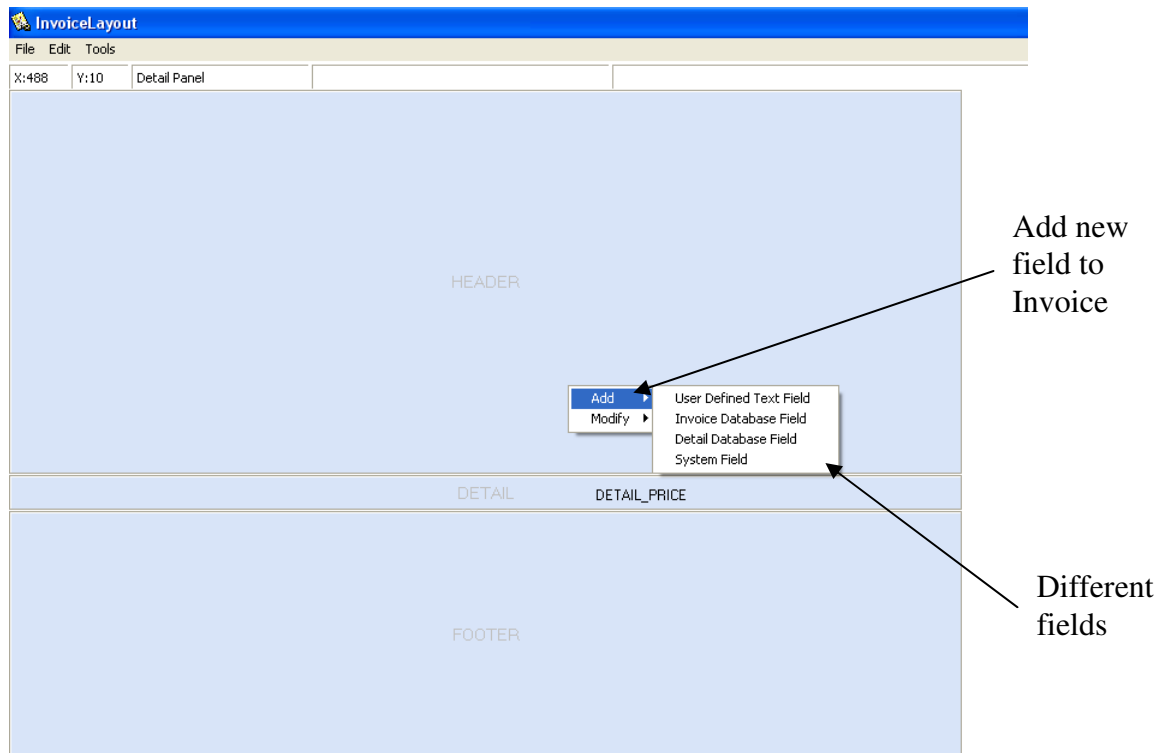 InvoiceLayout
File Edit Tools
X:488 Y:10 Detail Panel
HEADER
Add new
field to
Invoice
Add User Defined Text Field
Modify Invoice Database Field
Detail Database Field
System Field
DETAIL DETAIL_PRICE
Different
fields
FOOTER